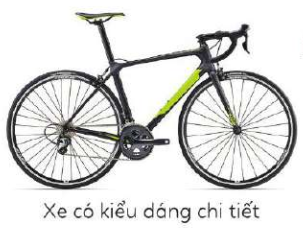 Xe có kiểu dáng chi tiết